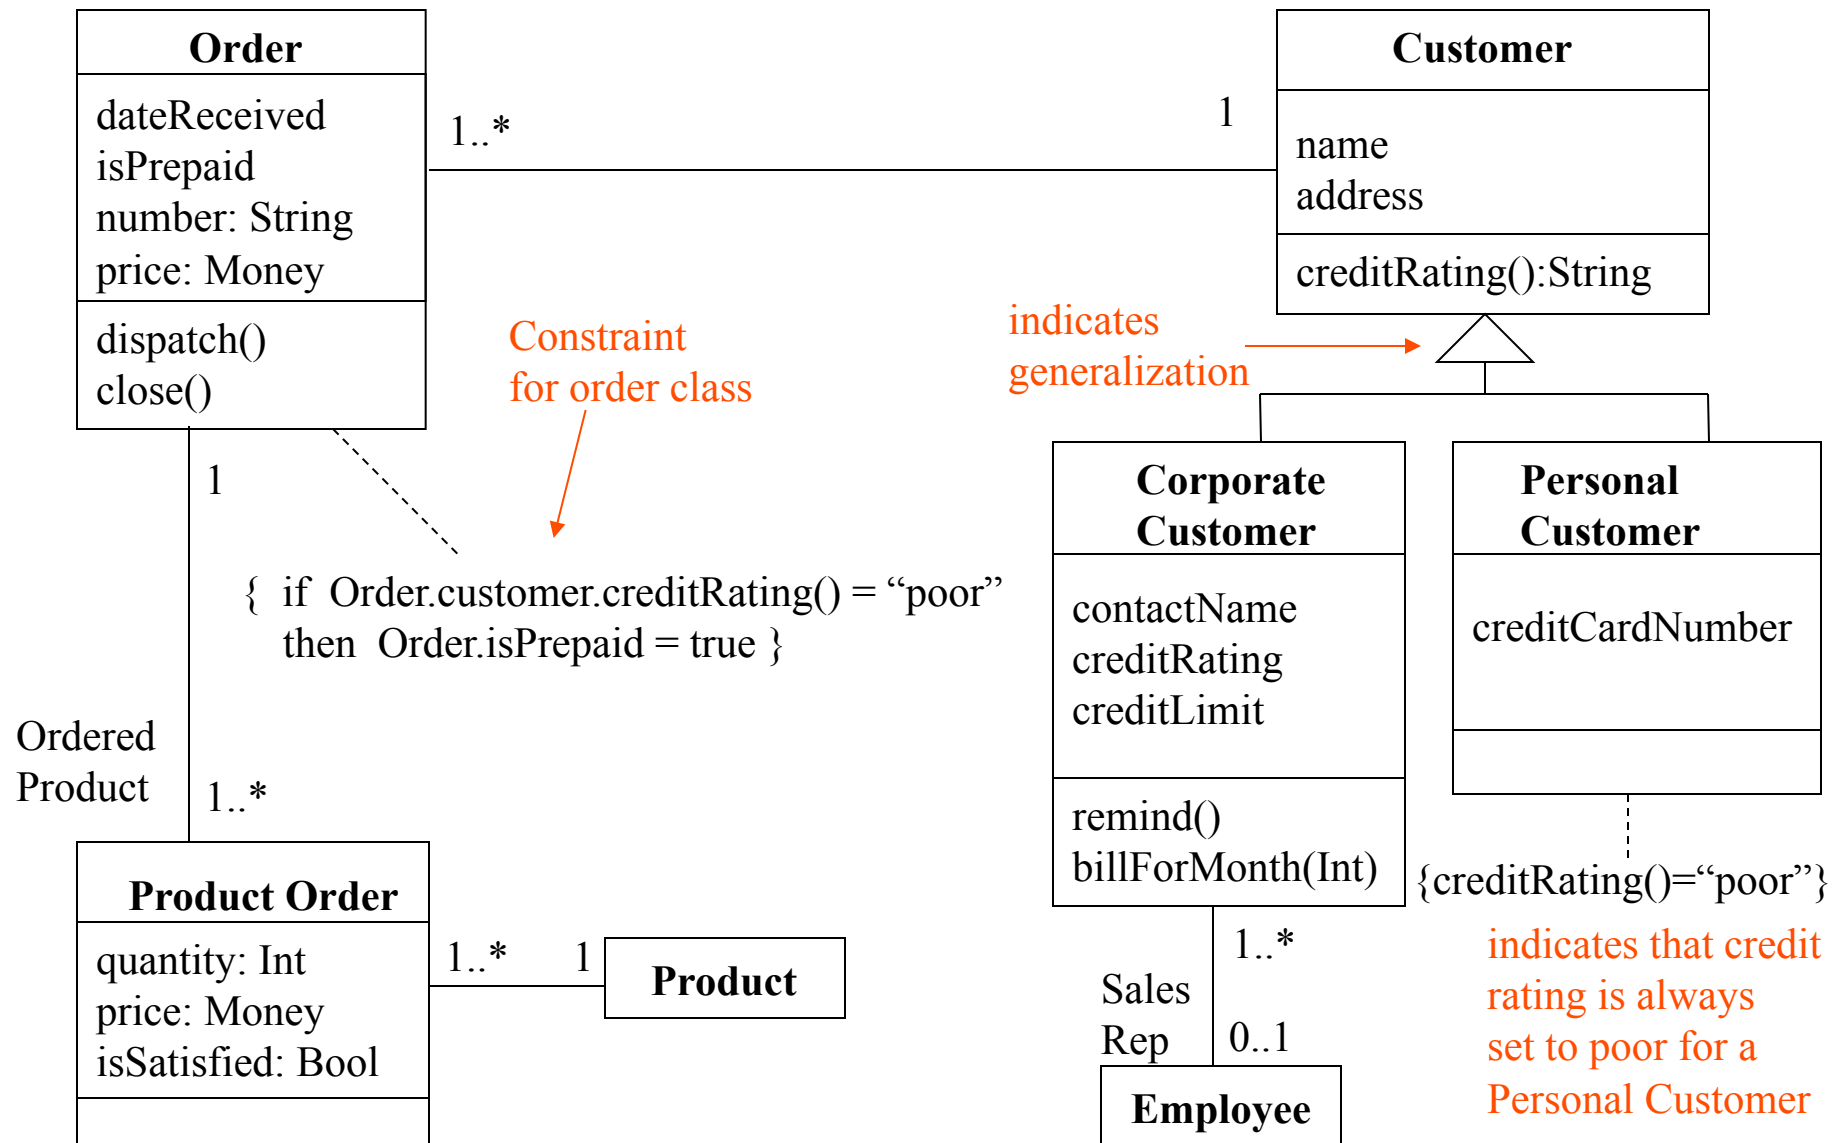 Order
dateReceived
isPrepaid
number: String
price: Money
dispatch()
close()
1..*
1
Customer
name
address
creditRating():String
Constraint
for order class
indicates
generalization
1
{ if Order.customer.creditRating() = “poor”
then Order.isPrepaid = true }
Ordered
Product
1..*
Corporate
Customer
contactName
creditRating
creditLimit
remind()
billForMonth(Int)
Personal
Customer
creditCardNumber
{creditRating()=“poor”}
indicates that credit
rating is always
set to poor for a
Personal Customer
Product Order
quantity: Int
price: Money
isSatisfied: Bool
1..*
1
Product
1..*
Sales
Rep
0..1
Employee